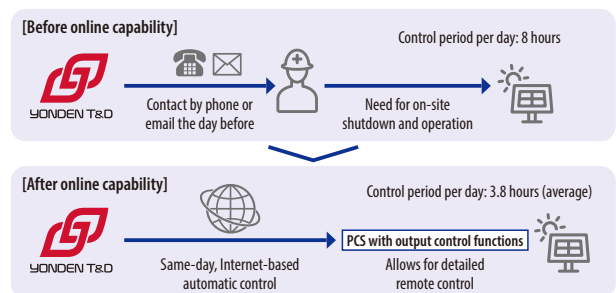 [Before online capability]
Control period per day: 8 hours
YONDEN T&D
Contact by phone or
email the day before
Need for on-site
shutdown and operation
[After online capability]
Control period per day: 3.8 hours (average)
YONDEN T&D
PCS with output control functions
Same-day, Internet-based
automatic control
Allows for detailed
remote control